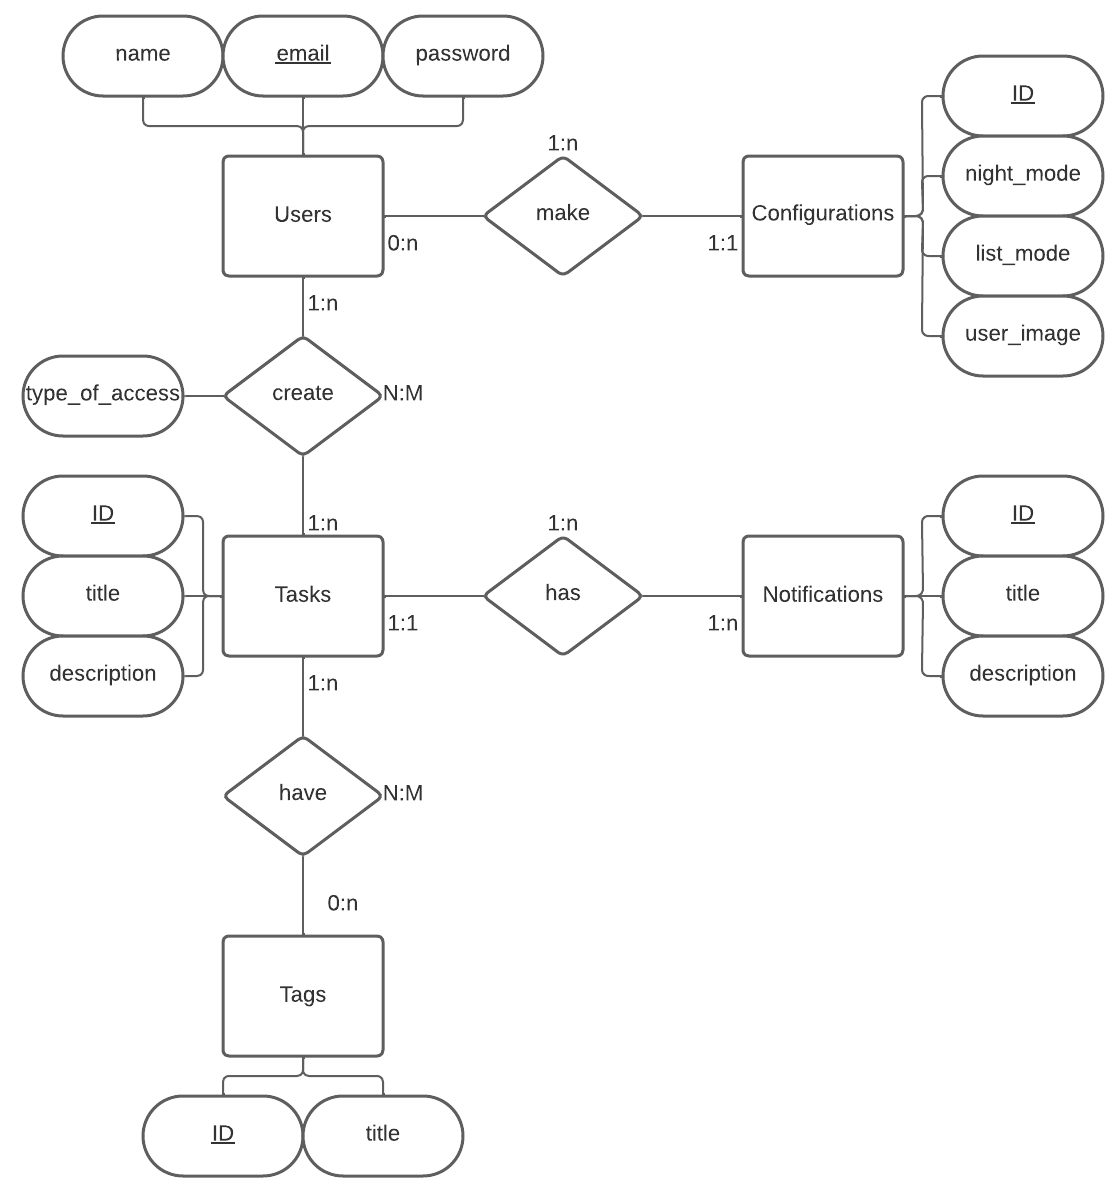 name
email
password
Users
0:n
1:n
make
1:1
Configurations
ID
night_mode
list_mode
user_image
1:n
type_of_access
create
N:M
1:n
ID
title
description
Tasks
1:1
1:n
has
1:n
Notifications
ID
title
description
1:n
have
N:M
0:n
Tags
ID
title